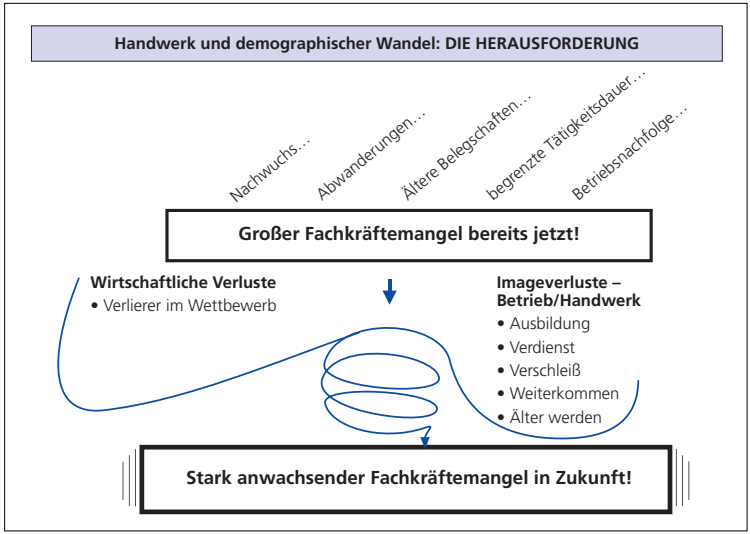 Handwerk und demographischer Wandel: DIE HERAUSFORDERUNG
Nachwuchs…
Abwanderungen…
Ältere Belegschaften…
begrenzte Tätigkeitsdauer…
Betriebsnachfolge…
Großer Fachkräftemangel bereits jetzt!
Wirtschaftliche Verluste
• Verlierer im Wettbewerb
Imageverluste –
Betrieb/Handwerk
• Ausbildung
• Verdienst
• Verschleiß
• Weiterkommen
• Älter werden
Stark anwachsender Fachkräftemangel in Zukunft!